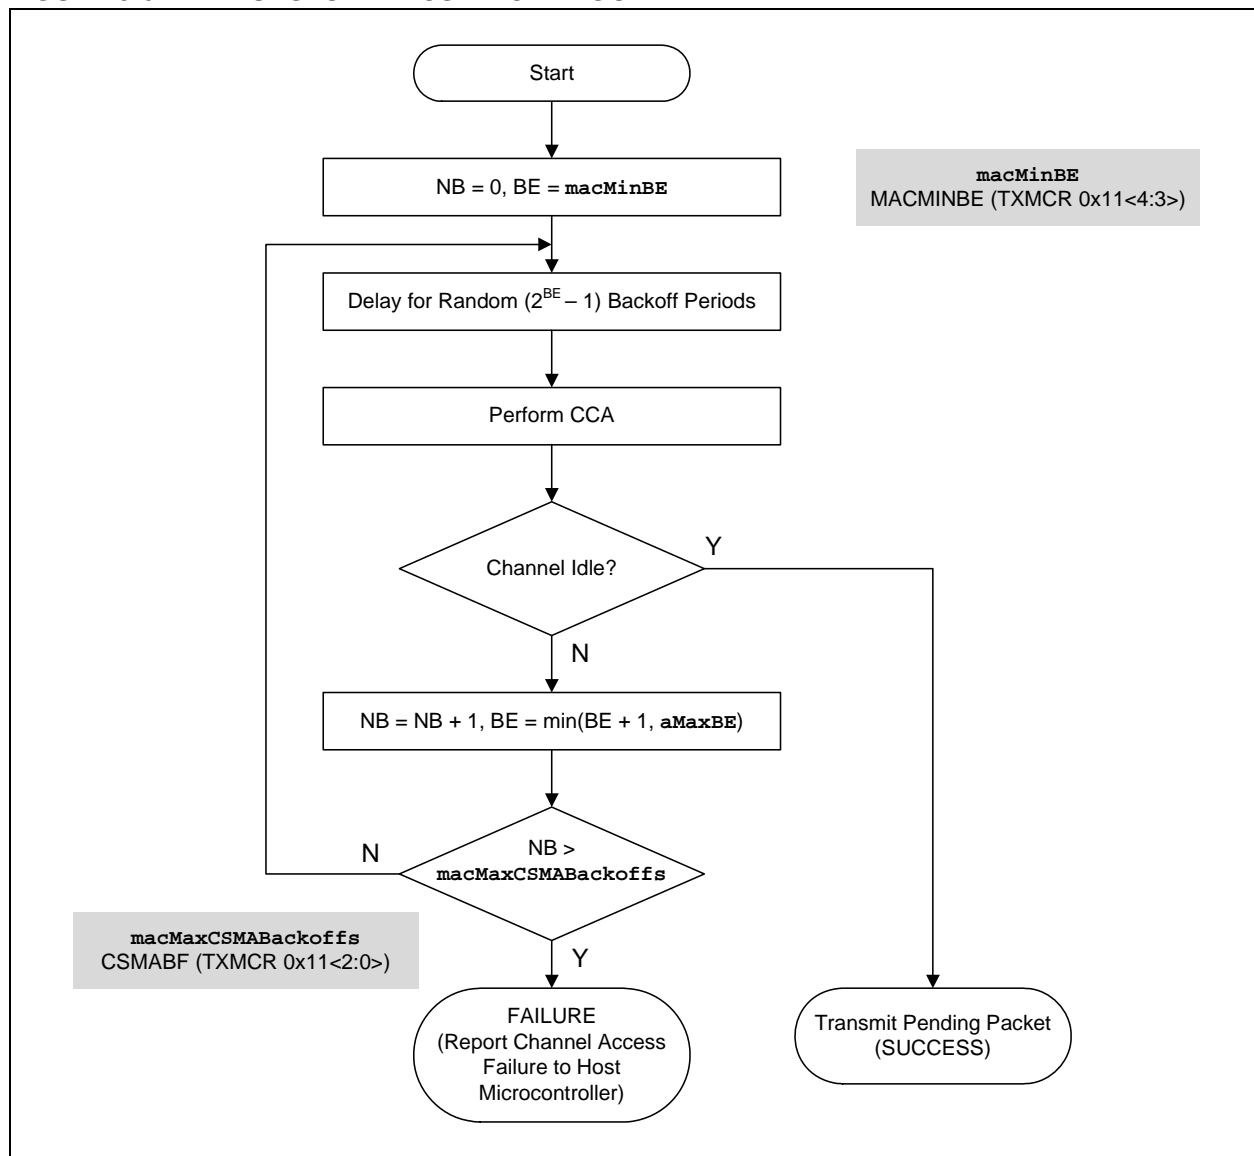 Start
NB = 0, BE = macMinBE
macMinBE
MACMINBE (TXMCR 0x11<4:3>)
Delay for Random (2^BE – 1) Backoff Periods
Perform CCA
Channel Idle?
Y
N
NB = NB + 1, BE = min(BE + 1, aMaxBE)
NB >
macMaxCSMABackoffs
N
macMaxCSMABackoffs
CSMABF (TXMCR 0x11<2:0>)
Y
FAILURE
(Report Channel Access
Failure to Host
Microcontroller)
Transmit Pending Packet
(SUCCESS)